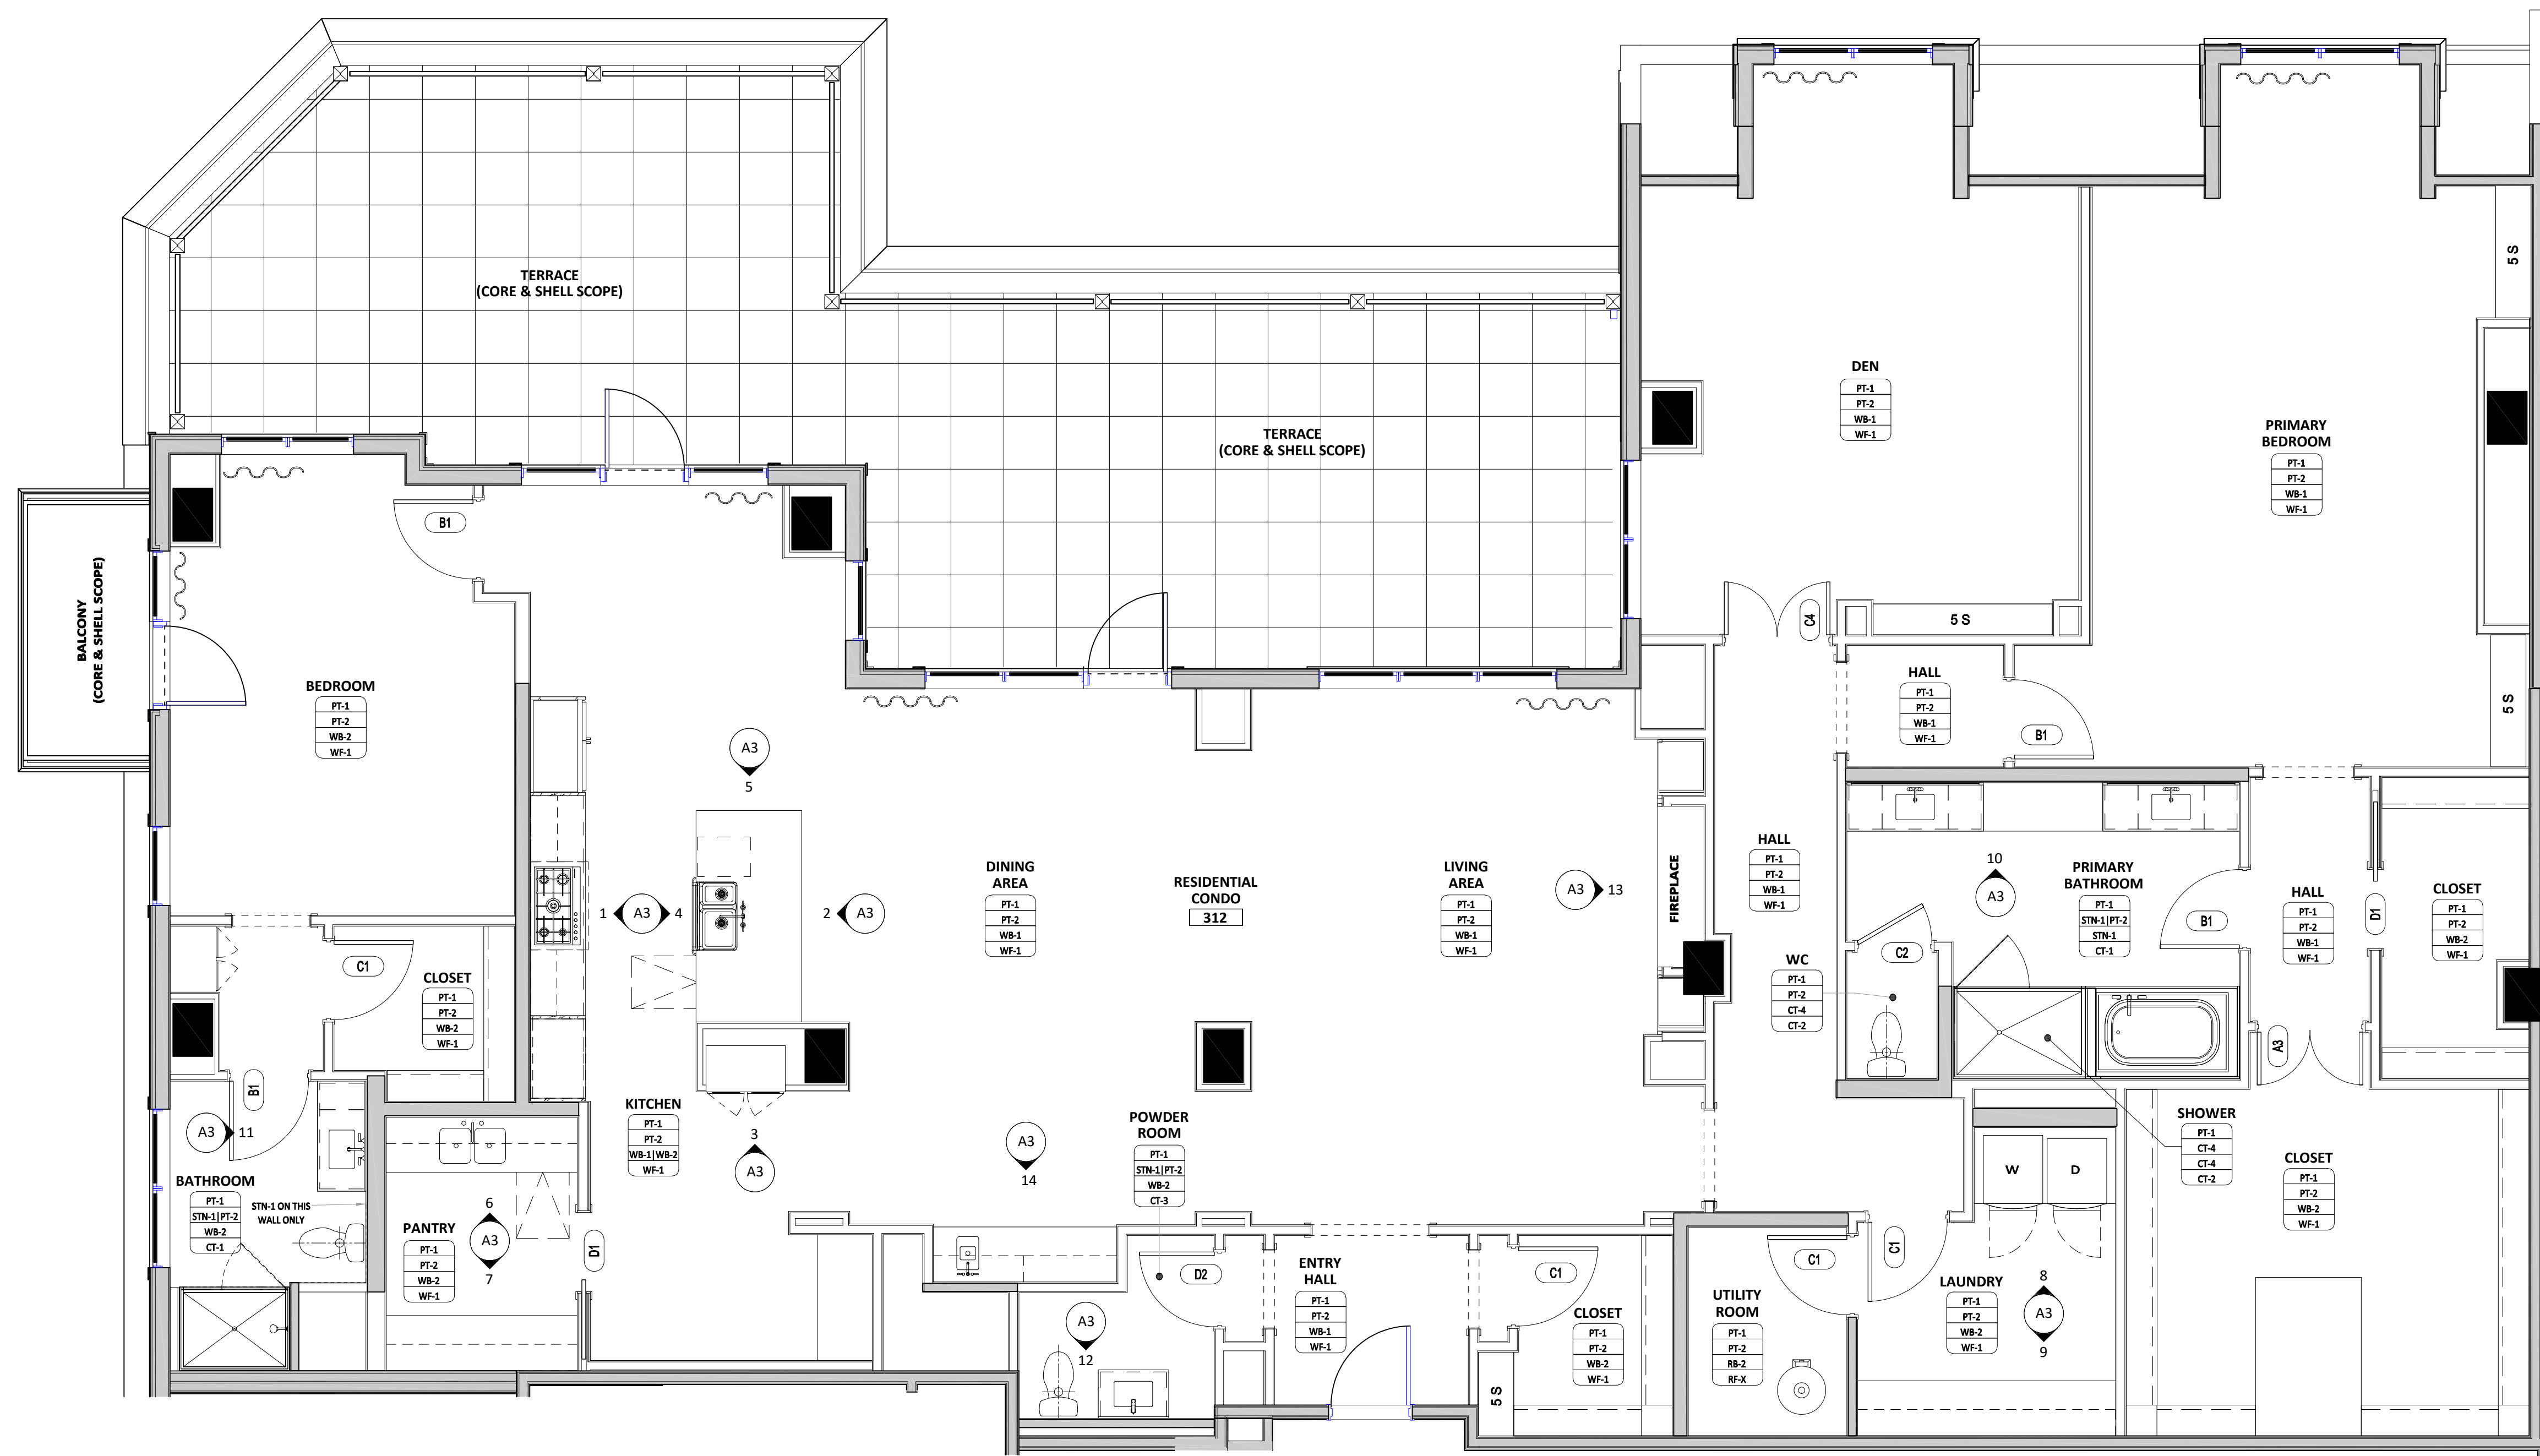 TERRACE
(CORE & SHELL SCOPE)
TERRACE
(CORE & SHELL SCOPE)
BALCONY
(CORE & SHELL SCOPE)
BEDROOM
PT-1
PT-2
WB-2
WF-1
B1
DEN
PT-1
PT-2
WB-1
WF-1
5 S
C4
PRIMARY
BEDROOM
PT-1
PT-2
WB-1
WF-1
5 S
5 S
HALL
PT-1
PT-2
WB-1
WF-1
B1
A3
5
1
A3
4
2
A3
DINING
AREA
PT-1
PT-2
WB-1
WF-1
RESIDENTIAL
CONDO
312
LIVING
AREA
PT-1
PT-2
WB-1
WF-1
A3
13
FIREPLACE
HALL
PT-1
PT-2
WB-1
WF-1
10
A3
PRIMARY
BATHROOM
PT-1
STN-1|PT-2
STN-1
CT-1
B1
HALL
PT-1
PT-2
WB-1
WF-1
D1
CLOSET
PT-1
PT-2
WB-2
WF-1
C1
CLOSET
PT-1
PT-2
WB-2
WF-1
WC
PT-1
PT-2
CT-4
CT-2
C2
A3
B1
A3
11
BATHROOM
PT-1
STN-1|PT-2
WB-2
CT-1
STN-1 ON THIS
WALL ONLY
KITCHEN
PT-1
PT-2
WB-1|WB-2
WF-1
3
A3
A3
14
POWDER
ROOM
PT-1
STN-1|PT-2
WB-2
CT-3
D2
SHOWER
PT-1
CT-4
CT-4
CT-2
W
D
CLOSET
PT-1
PT-2
WB-2
WF-1
PANTRY
PT-1
PT-2
WB-2
WF-1
6
A3
7
D1
A3
12
ENTRY
HALL
PT-1
PT-2
WB-1
WF-1
C1
CLOSET
PT-1
PT-2
WB-2
WF-1
5 S
UTILITY
ROOM
PT-1
PT-2
RB-2
RF-X
C1
C1
LAUNDRY
PT-1
PT-2
WB-2
WF-1
8
A3
9